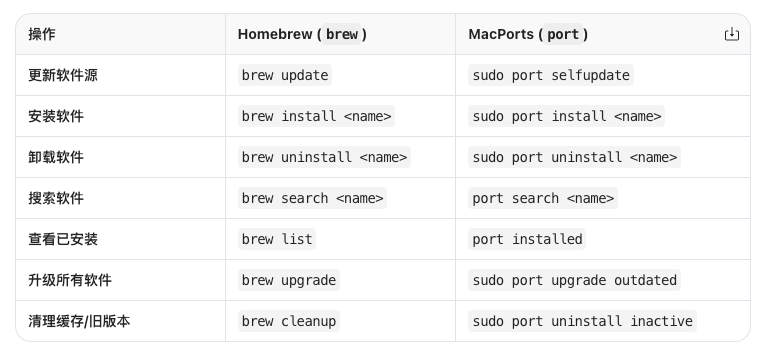 操作 Homebrew (brew) MacPorts (port)
更新软件源 brew update sudo port selfupdate
安装软件 brew install <name> sudo port install <name>
卸载软件 brew uninstall <name> sudo port uninstall <name>
搜索软件 brew search <name> port search <name>
查看已安装 brew list port installed
升级所有软件 brew upgrade sudo port upgrade outdated
清理缓存/旧版本 brew cleanup sudo port uninstall inactive